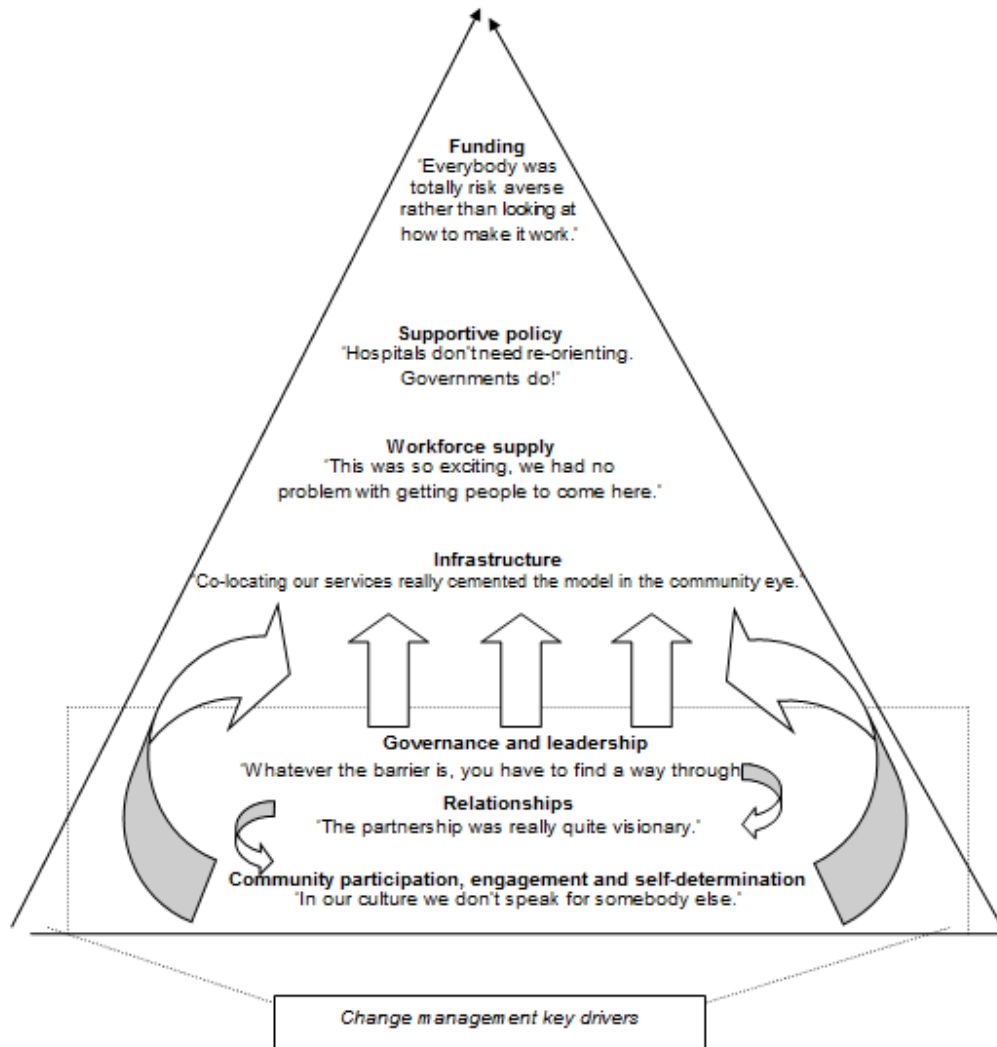 Funding
"Everybody was
totally risk averse
rather than looking at
how to make it work."
Supportive policy
"Hospitals don't need re-orienting.
Governments do!"
Workforce supply
"This was so exciting, we had no
problem with getting people to come here."
Infrastructure
"Co-locating our services really cemented the model in the community eye."
Governance and leadership
"Whatever the barrier is, you have to find a way through
Relationships
"The partnership was really quite visionary."
Community participation, engagement and self-determination
"In our culture we don't speak for somebody else."
Change management key drivers